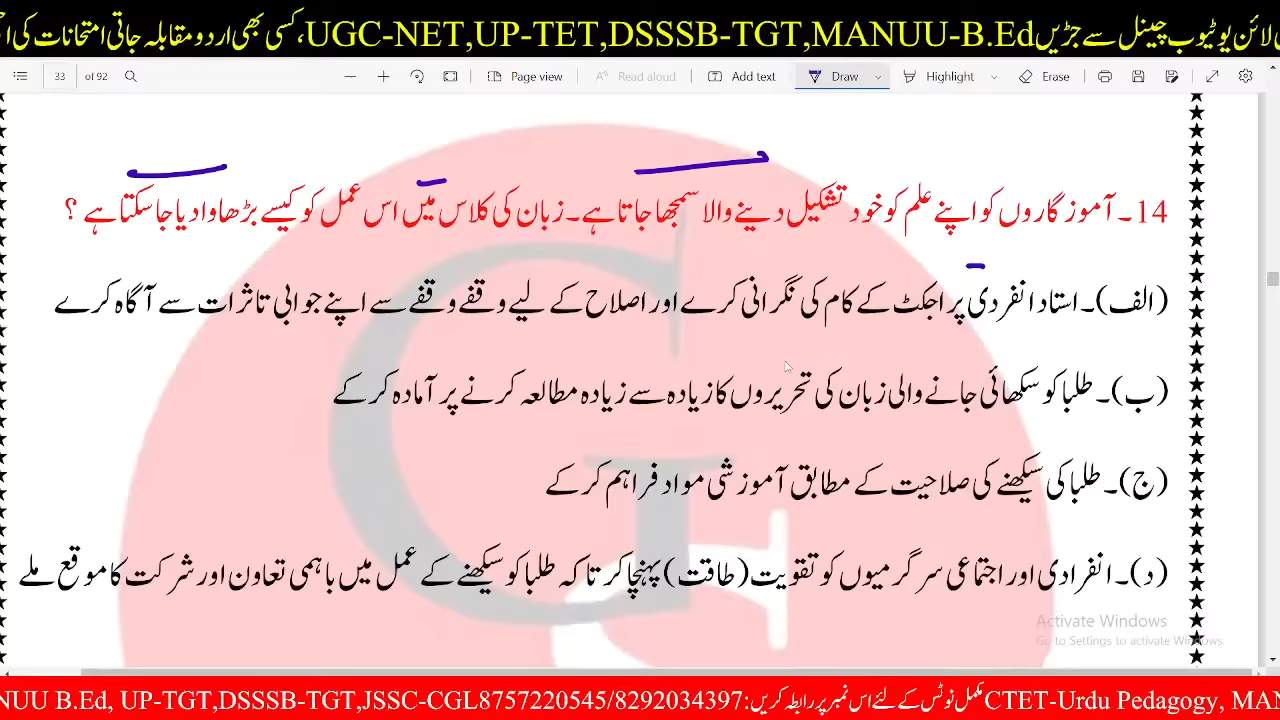 لائن یوٹیوب چینل سے جڑیں UGC-NET,UP-TET,DSSSB-TGT,MANUU-B.Ed، کسی بھی اردو مقابلہ جاتی امتحانات کی
33 of 92 Page view Read aloud Add text Draw Highlight Erase
14۔ آموزگاروں کو اپنے علم کو خود تشکیل دینے والا سمجھا جاتا ہے۔ زبان کی کلاس میں اس عمل کو کیسے بڑھاوا دیا جاسکتا ہے ؟
(الف)۔ استاد انفردی پراجکٹ کے کام کی نگرانی کرے اور اصلاح کے لیے وقفے وقفے سے اپنے جوابی تاثرات سے آگاہ کرے
(ب)۔ طلبا کو سکھائی جانے والی زبان کی تحریروں کا زیادہ سے زیادہ مطالعہ کرنے پر آمادہ کرکے
(ج)۔ طلبا کی سیکھنے کی صلاحیت کے مطابق آموزشی مواد فراہم کرکے
(د)۔ انفرادی اور اجتماعی سرگرمیوں کو تقویت (طاقت) پہنچا کر تاکہ طلبا کو سیکھنے کے عمل میں باہمی تعاون اور شرکت کا موقع ملے
Activate Windows
Go to Settings to activate Windows.
NUU B.Ed, UP-TGT,DSSSB-TGT,JSSC-CGL8757220545/8292034397:مکمل نوٹس کے لئے اس نمبر پر رابطہ کریں CTET-Urdu Pedagogy, MAN